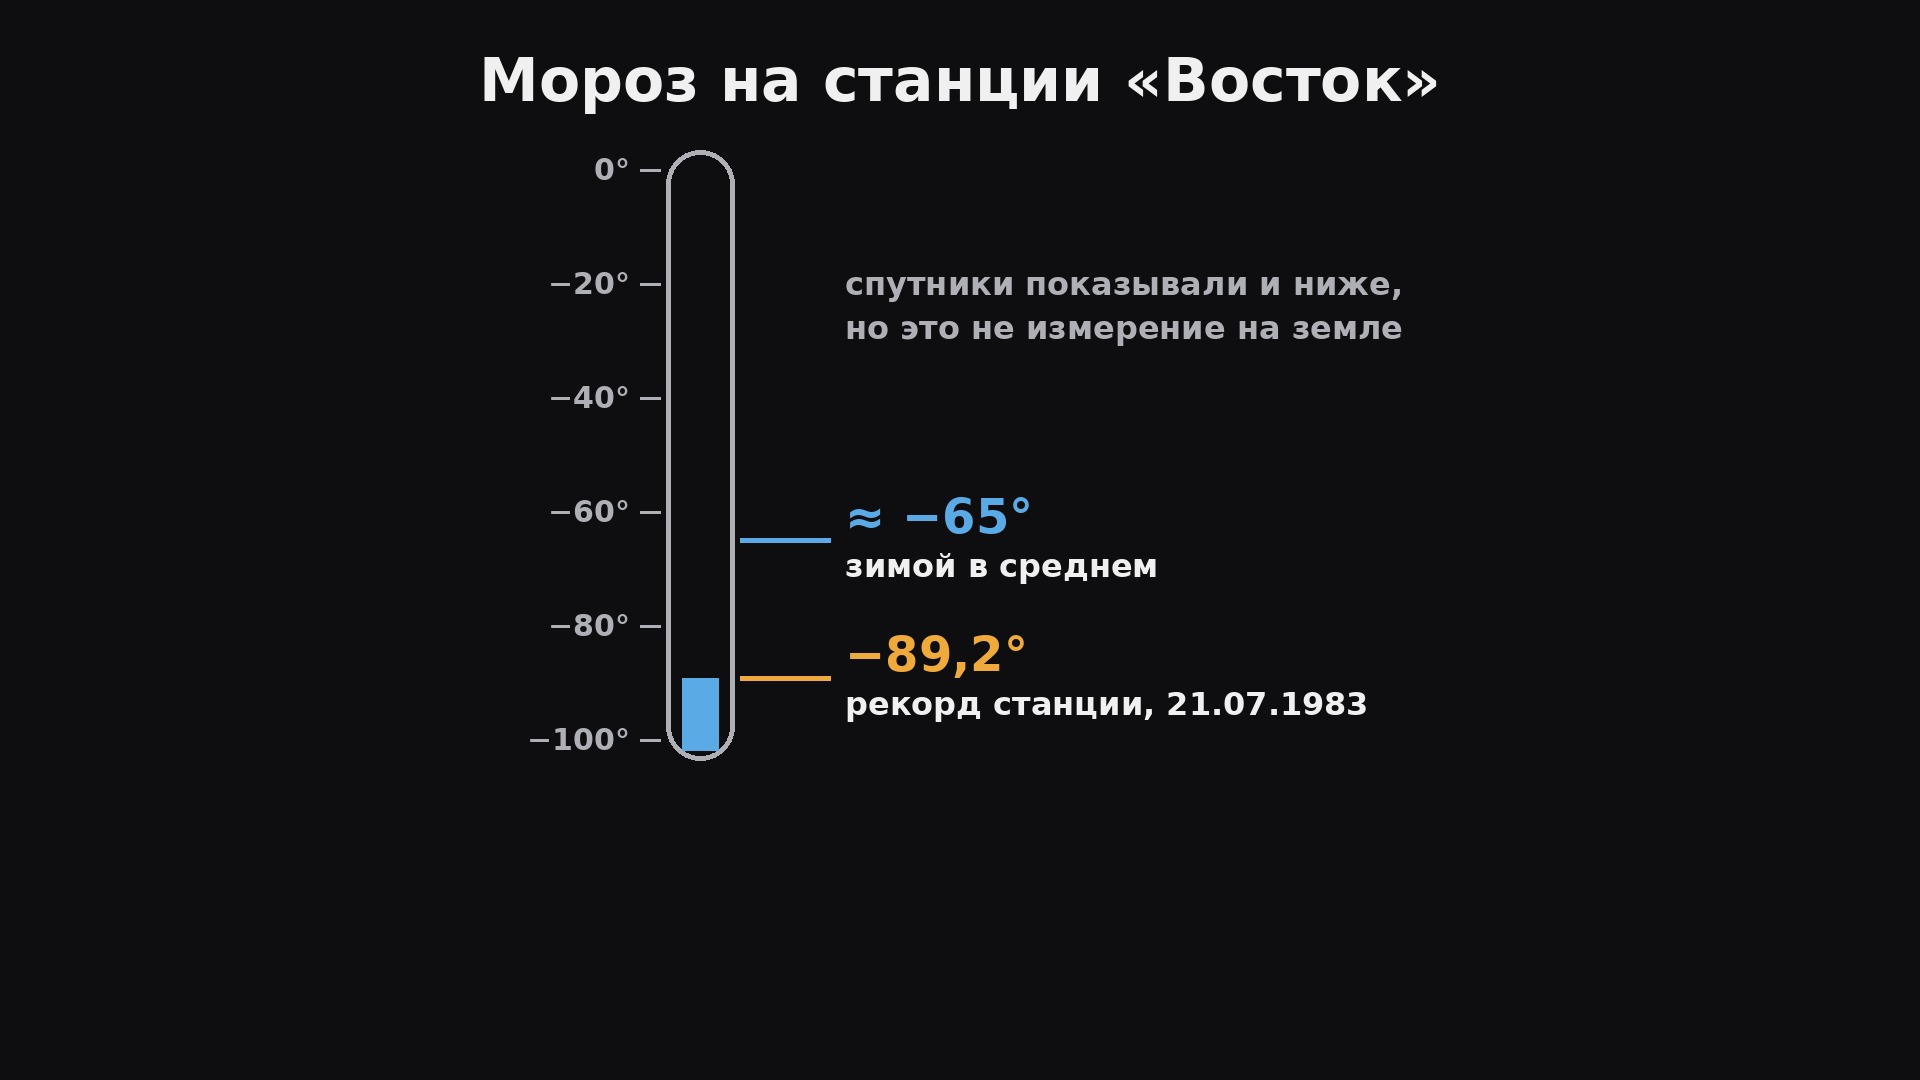 Мороз на станции «Восток»
0°
−20°
спутники показывали и ниже,
но это не измерение на земле
−40°
−60°
≈ −65°
зимой в среднем
−80°
−89,2°
рекорд станции, 21.07.1983
−100°